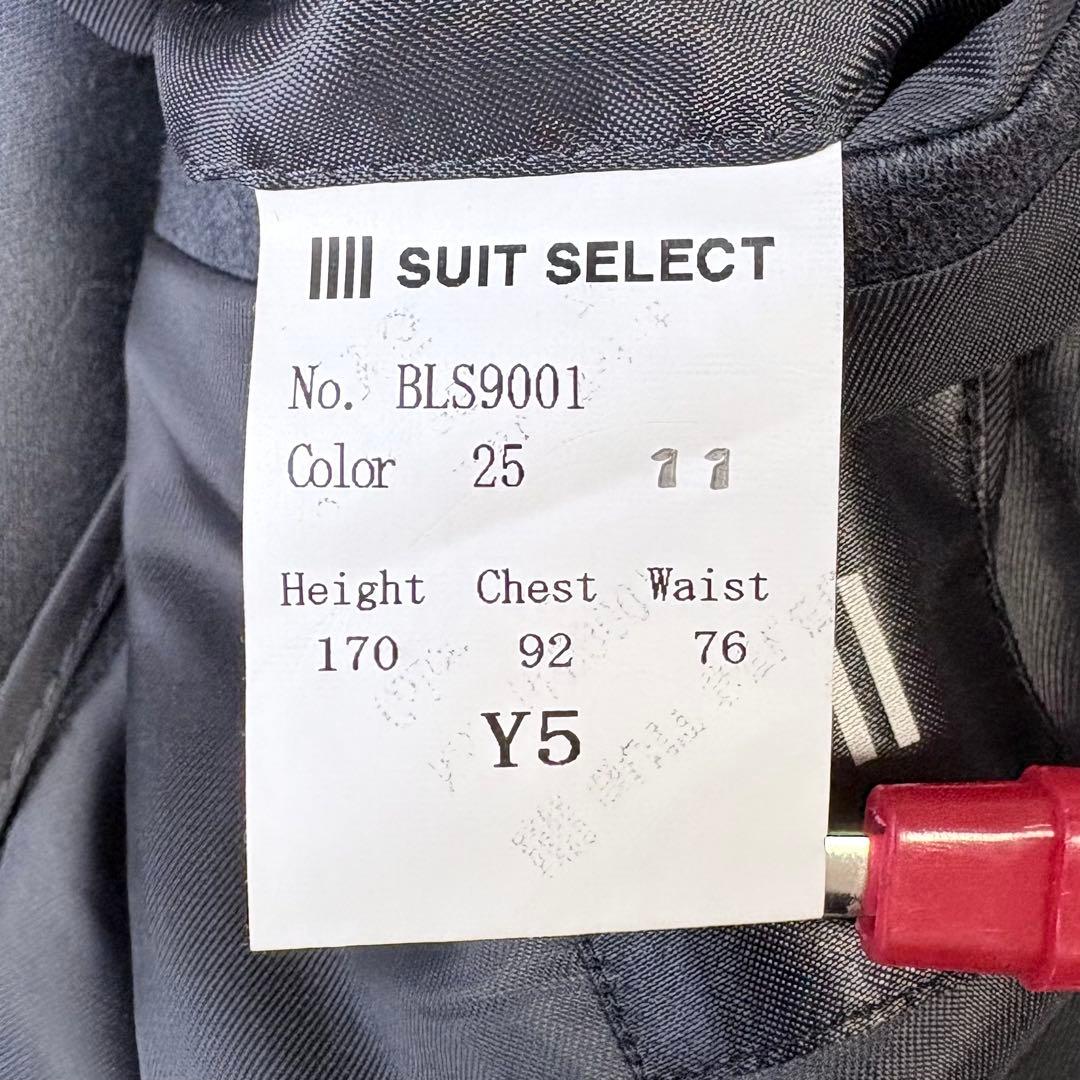 SUIT SELECT
No. BLS9001
Color 25 11
Height Chest Waist
170 92 76
Y5